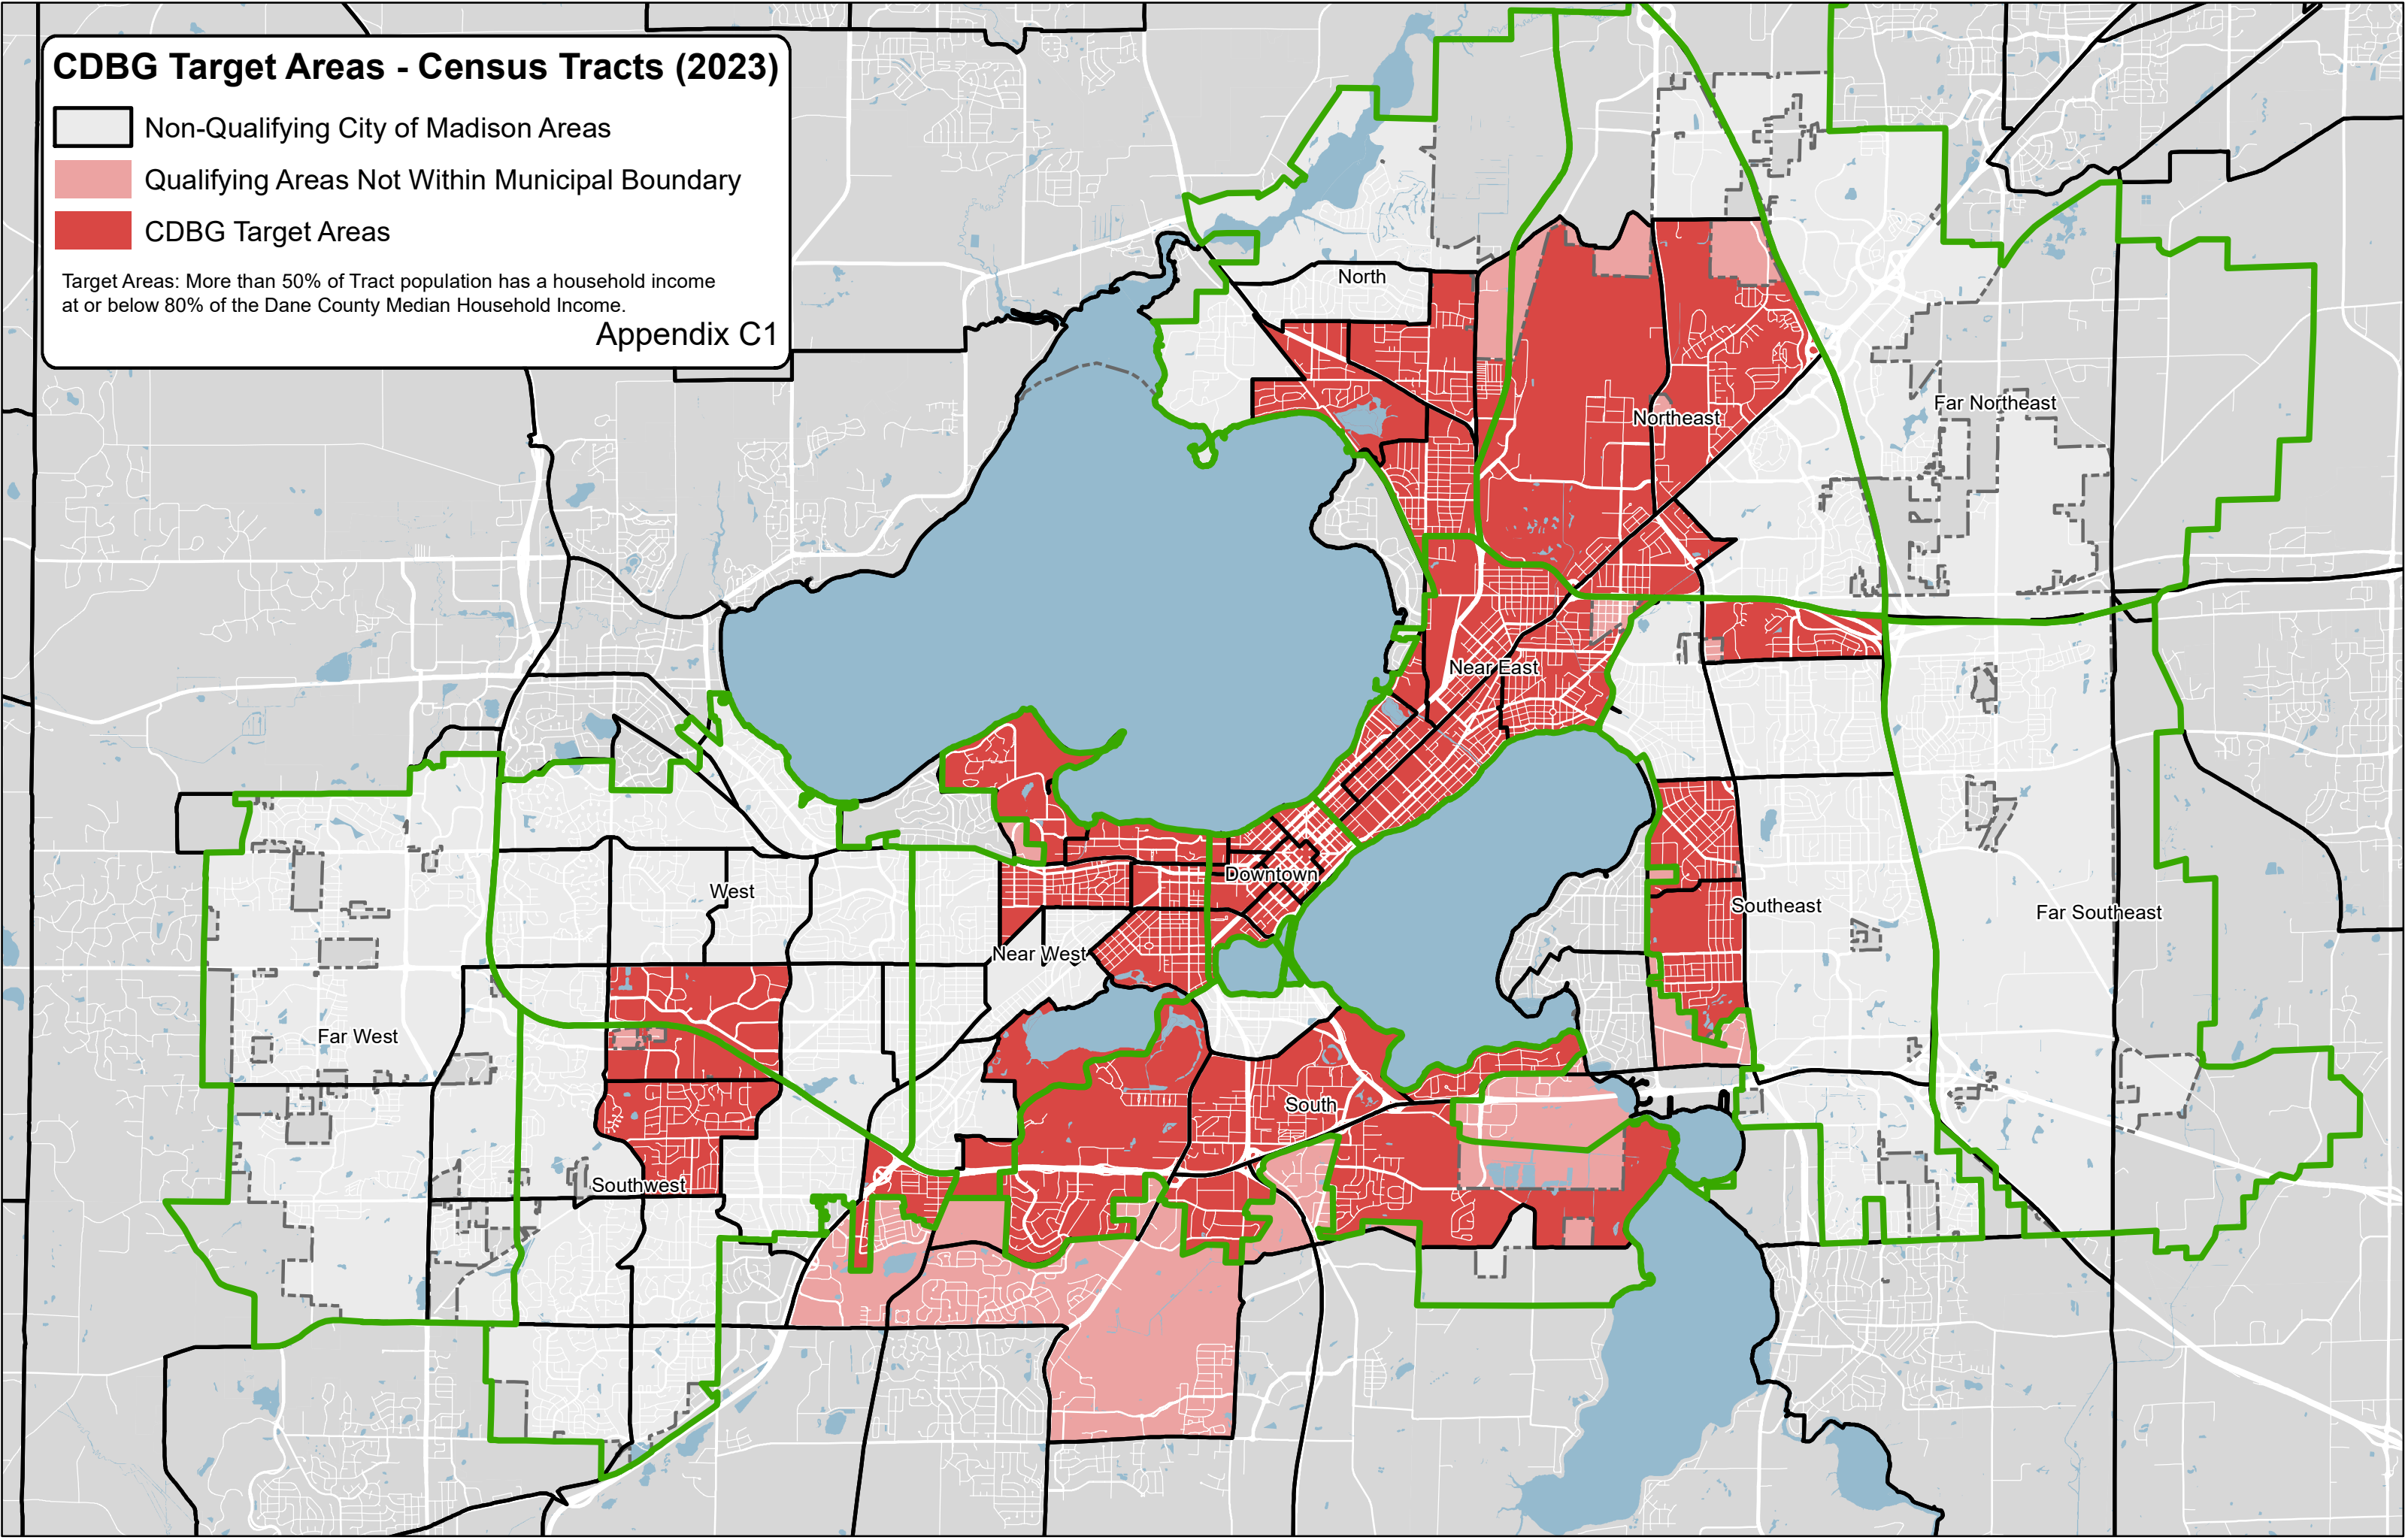 CDBG Target Areas - Census Tracts (2023)
Non-Qualifying City of Madison Areas
Qualifying Areas Not Within Municipal Boundary
CDBG Target Areas
Target Areas: More than 50% of Tract population has a household income
at or below 80% of the Dane County Median Household Income.
Appendix C1
North
Far Northeast
Northeast
Near East
Downtown
West
Southeast
Far Southeast
Near West
Far West
South
Southwest